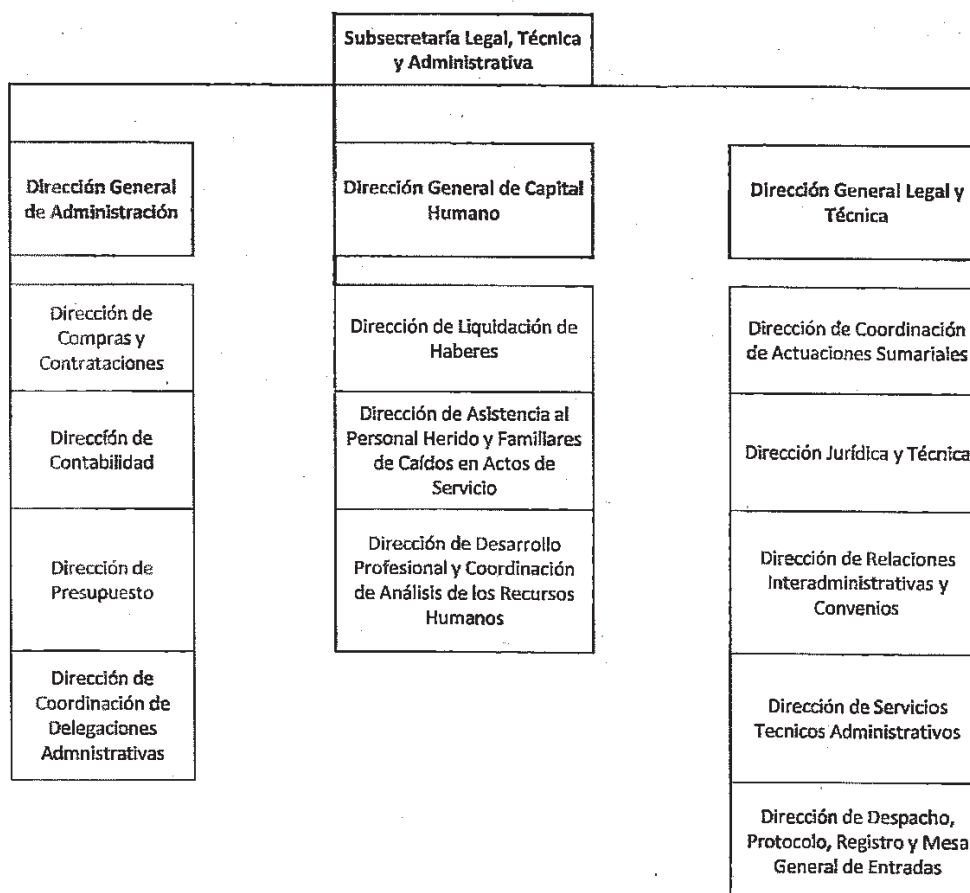 Subsecretaría Legal, Técnica
y Administrativa
Dirección General
de Administración
Dirección de
Compras y
Contrataciones
Dirección de
Contabilidad
Dirección de
Presupuesto
Dirección de
Coordinación de
Delegaciones
Admnistrativas
Dirección General de Capital
Humano
Dirección de Liquidación de
Haberes
Dirección de Asistencia al
Personal Herido y Familiares
de Caídos en Actos de
Servicio
Dirección de Desarrollo
Profesional y Coordinación
de Análisis de los Recursos
Humanos
Dirección General Legal y
Técnica
Dirección de Coordinación
de Actuaciones Sumariales
Dirección Jurídica y Técnica
Dirección de Relaciones
Interadministrativas y
Convenios
Dirección de Servicios
Tecnicos Administrativos
Dirección de Despacho,
Protocolo, Registro y Mesa
General de Entradas